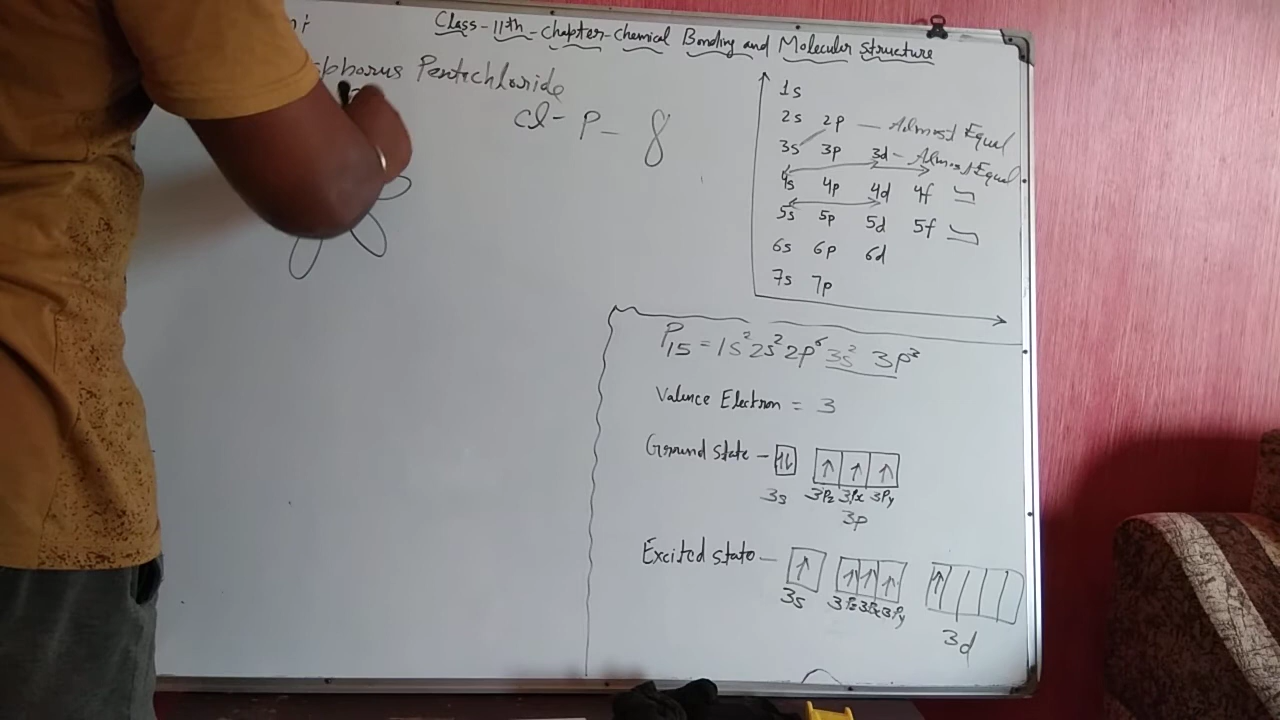 Class-11th-chapter-chemical Bonding and Molecular Structure
Pentachloride
Cl- P- 8
1s
2s 2p — Almost Equal
3s 3p 3d - Almost Equal
4s 4p 4d 4f
5s 5p 5d 5f
6s 6p 6d
7s 7p
P15 = 1s² 2s² 2p⁶ 3s² 3p³
Valence Electron = 3
Ground state - ↑↓ ↑ ↑ ↑
3s 3Pz 3Px 3Py
3p
Excited state - ↑ ↑ ↑ ↑ ↑
3s 3Pz 3Px 3Py
3d